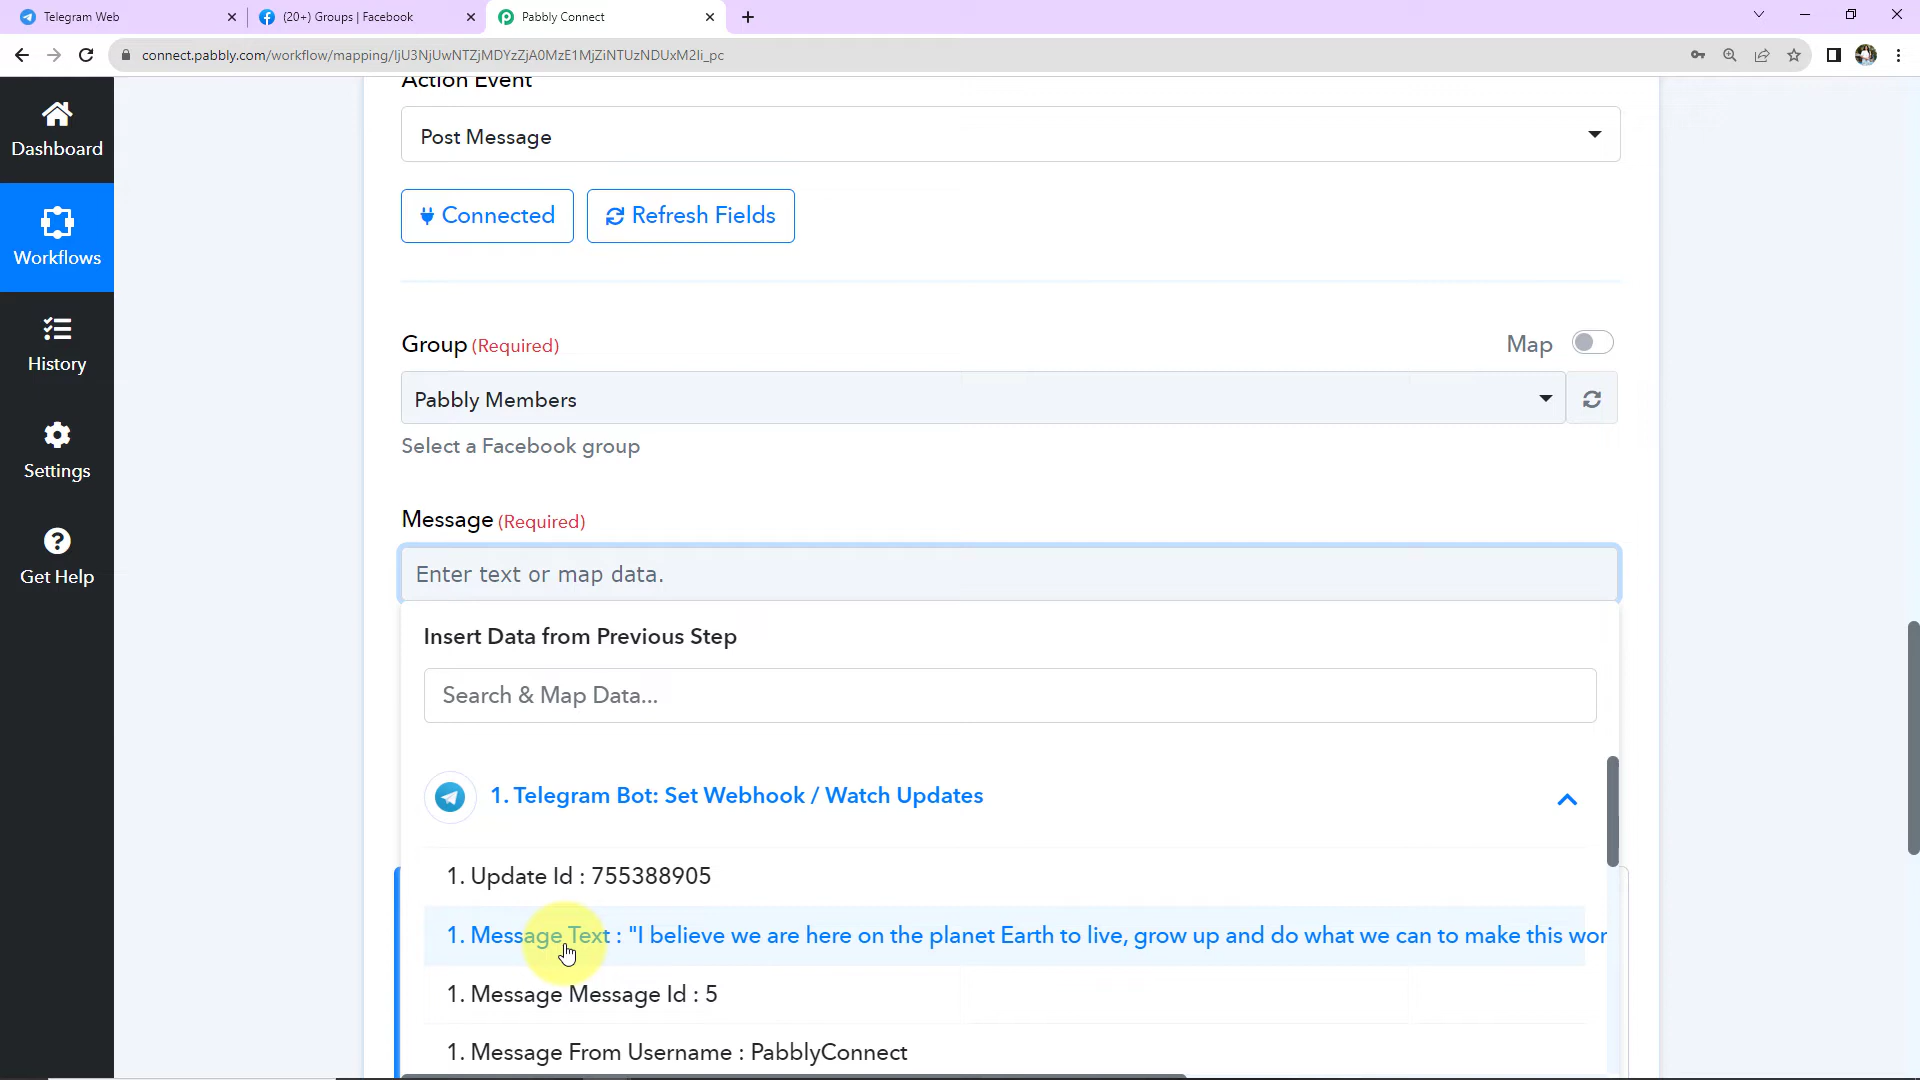 Telegram Web
(20+) Groups | Facebook
Pabbly Connect
connect.pabbly.com/workflow/mapping/IjU3NjUwNTZjMDYzZjA0MzE1MjZiNTUzNDUxM2Ii_pc
Dashboard
Workflows
History
Settings
Get Help
Action Event
Post Message
Connected
Refresh Fields
Group (Required)
Map
Pabbly Members
Select a Facebook group
Message (Required)
Enter text or map data.
Insert Data from Previous Step
Search & Map Data...
1. Telegram Bot: Set Webhook / Watch Updates
1. Update Id : 755388905
1. Message Text : "I believe we are here on the planet Earth to live, grow up and do what we can to make this wor
1. Message Message Id : 5
1. Message From Username : PabblyConnect